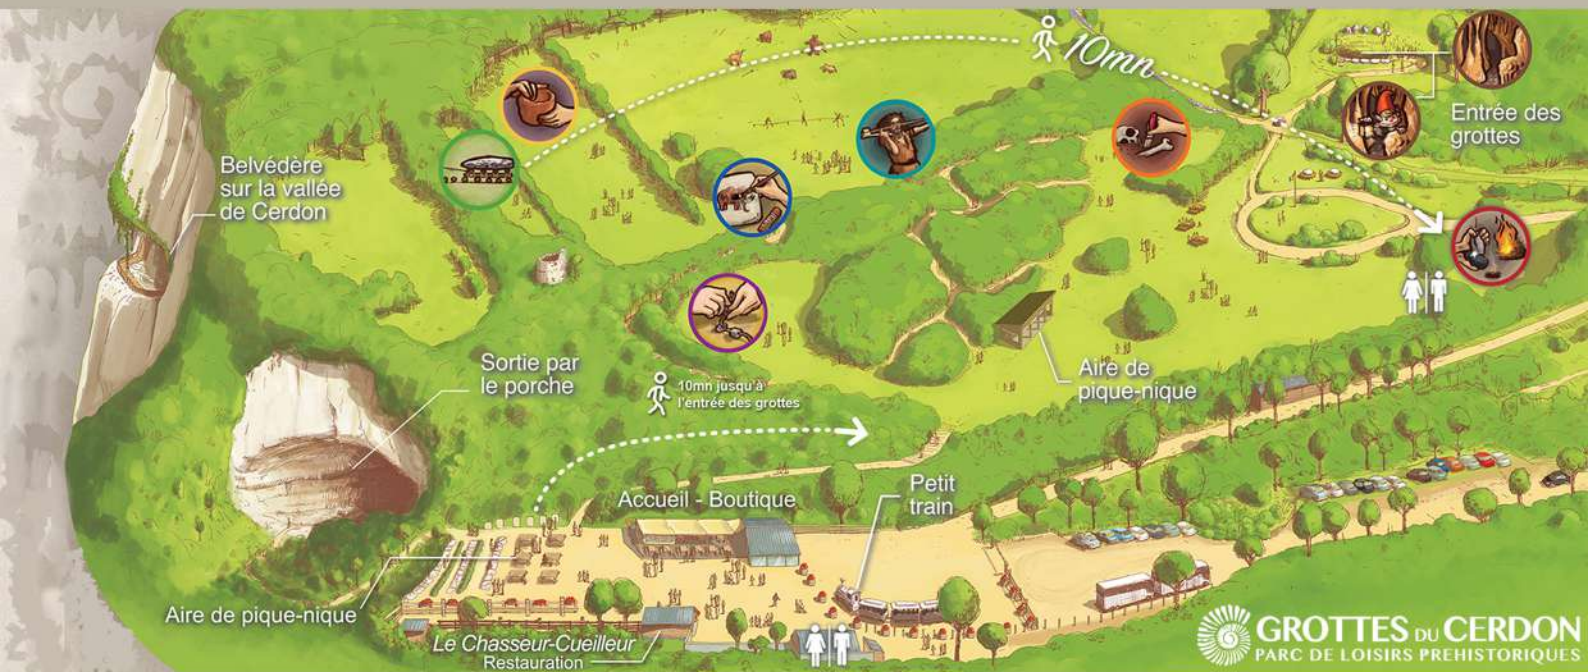 10mn
Entrée des
grottes
Belvédère
sur la vallée
de Cerdon
Sortie par
le porche
10mn jusqu'à
l'éntrée des grottes
Aire de
pique-nique
Accueil - Boutique
Petit
train
Aire de pique-nique
Le Chasseur-Cueilleur
Restauration
GROTTES DU CERDON
PARC DE LOISIRS PREHISTORIQUES